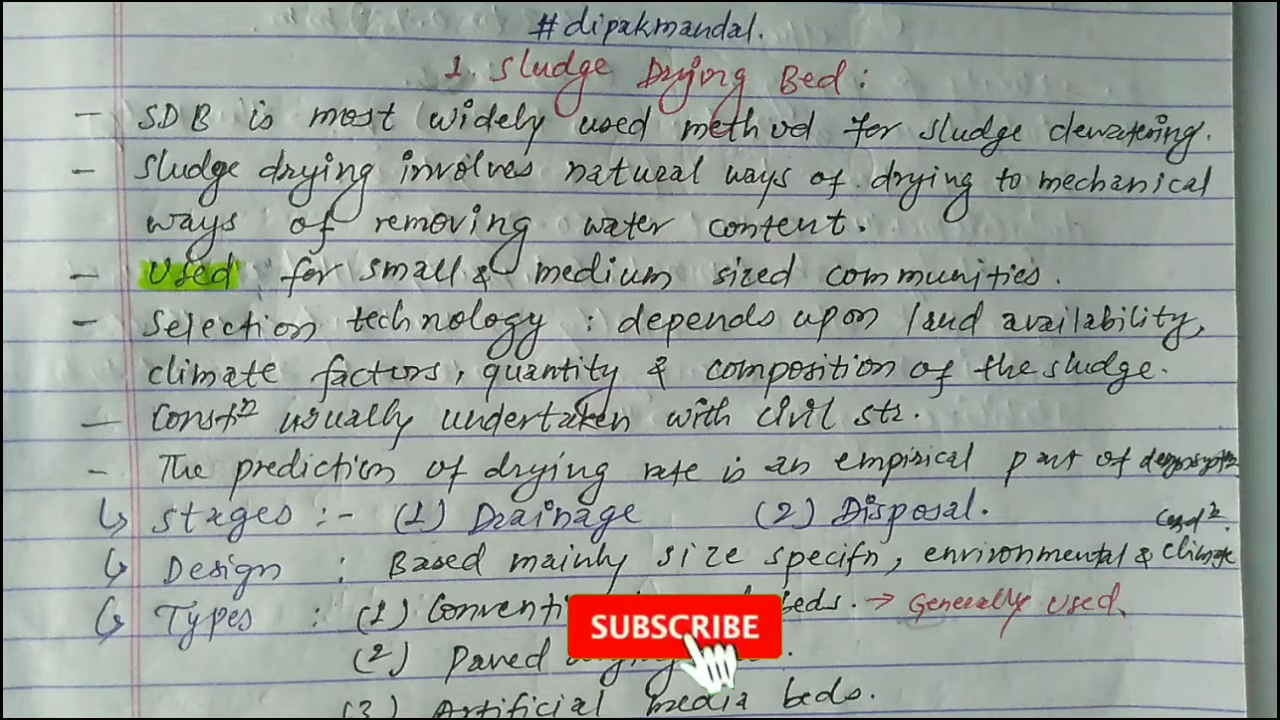 #dipakmandal.
1. Sludge Drying Bed:
- SDB is most widely used method for sludge dewatering.
- Sludge drying involves natural ways of drying to mechanical
ways of removing water content.
- Used for small & medium sized communities.
- Selection technology : depends upon land availability,
climate factors, quantity & composition of the sludge.
- Constⁿ usually undertaken with civil str.
- The prediction of drying rate is an empirical part of
↳ Stages :- (1) Drainage (2) Disposal.
condⁿ.
↳ Design : Based mainly size specifn, environmental & climate
↳ Types : (1) beds. → Generally Used.
(2) Paved
(3) Artificial media beds.
SUBSCRIBE